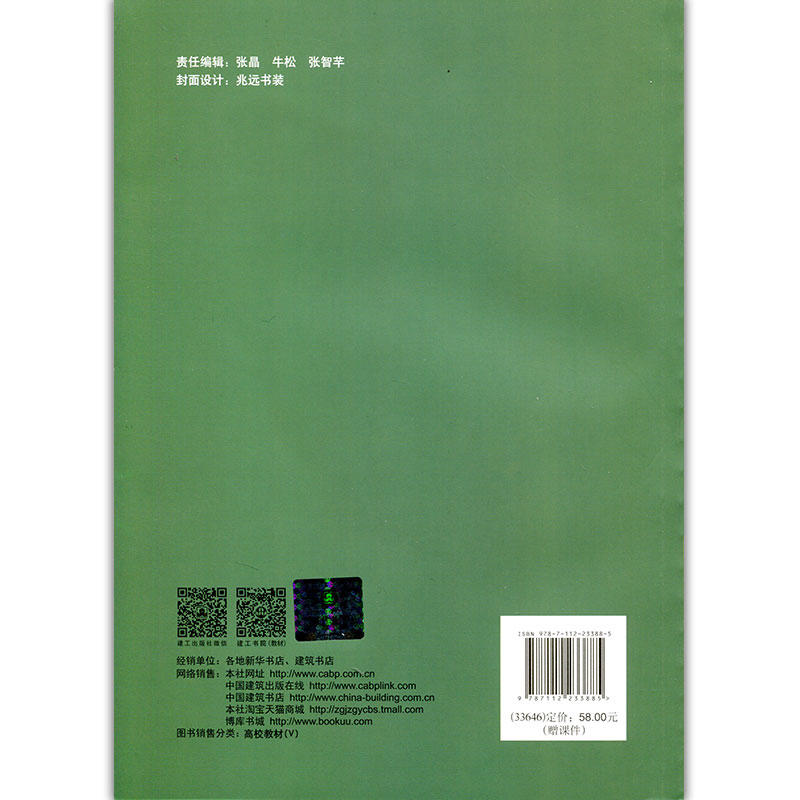 责任编辑：张晶　牛松　张智芊
封面设计：兆远书装
建工出版社微信
建工书院(教材)
经销单位：各地新华书店、建筑书店
网络销售：本社网址 http://www.cabp.com.cn
中国建筑出版在线 http://www.cabplink.com
中国建筑书店 http://www.china-building.com.cn
本社淘宝天猫商城 http://zgjzgycbs.tmall.com
博库书城 http://www.bookuu.com
图书销售分类：高校教材(V)
ISBN 978-7-112-23388-5
9 787112 233885 >
(33646)定价：58.00元
(赠课件)